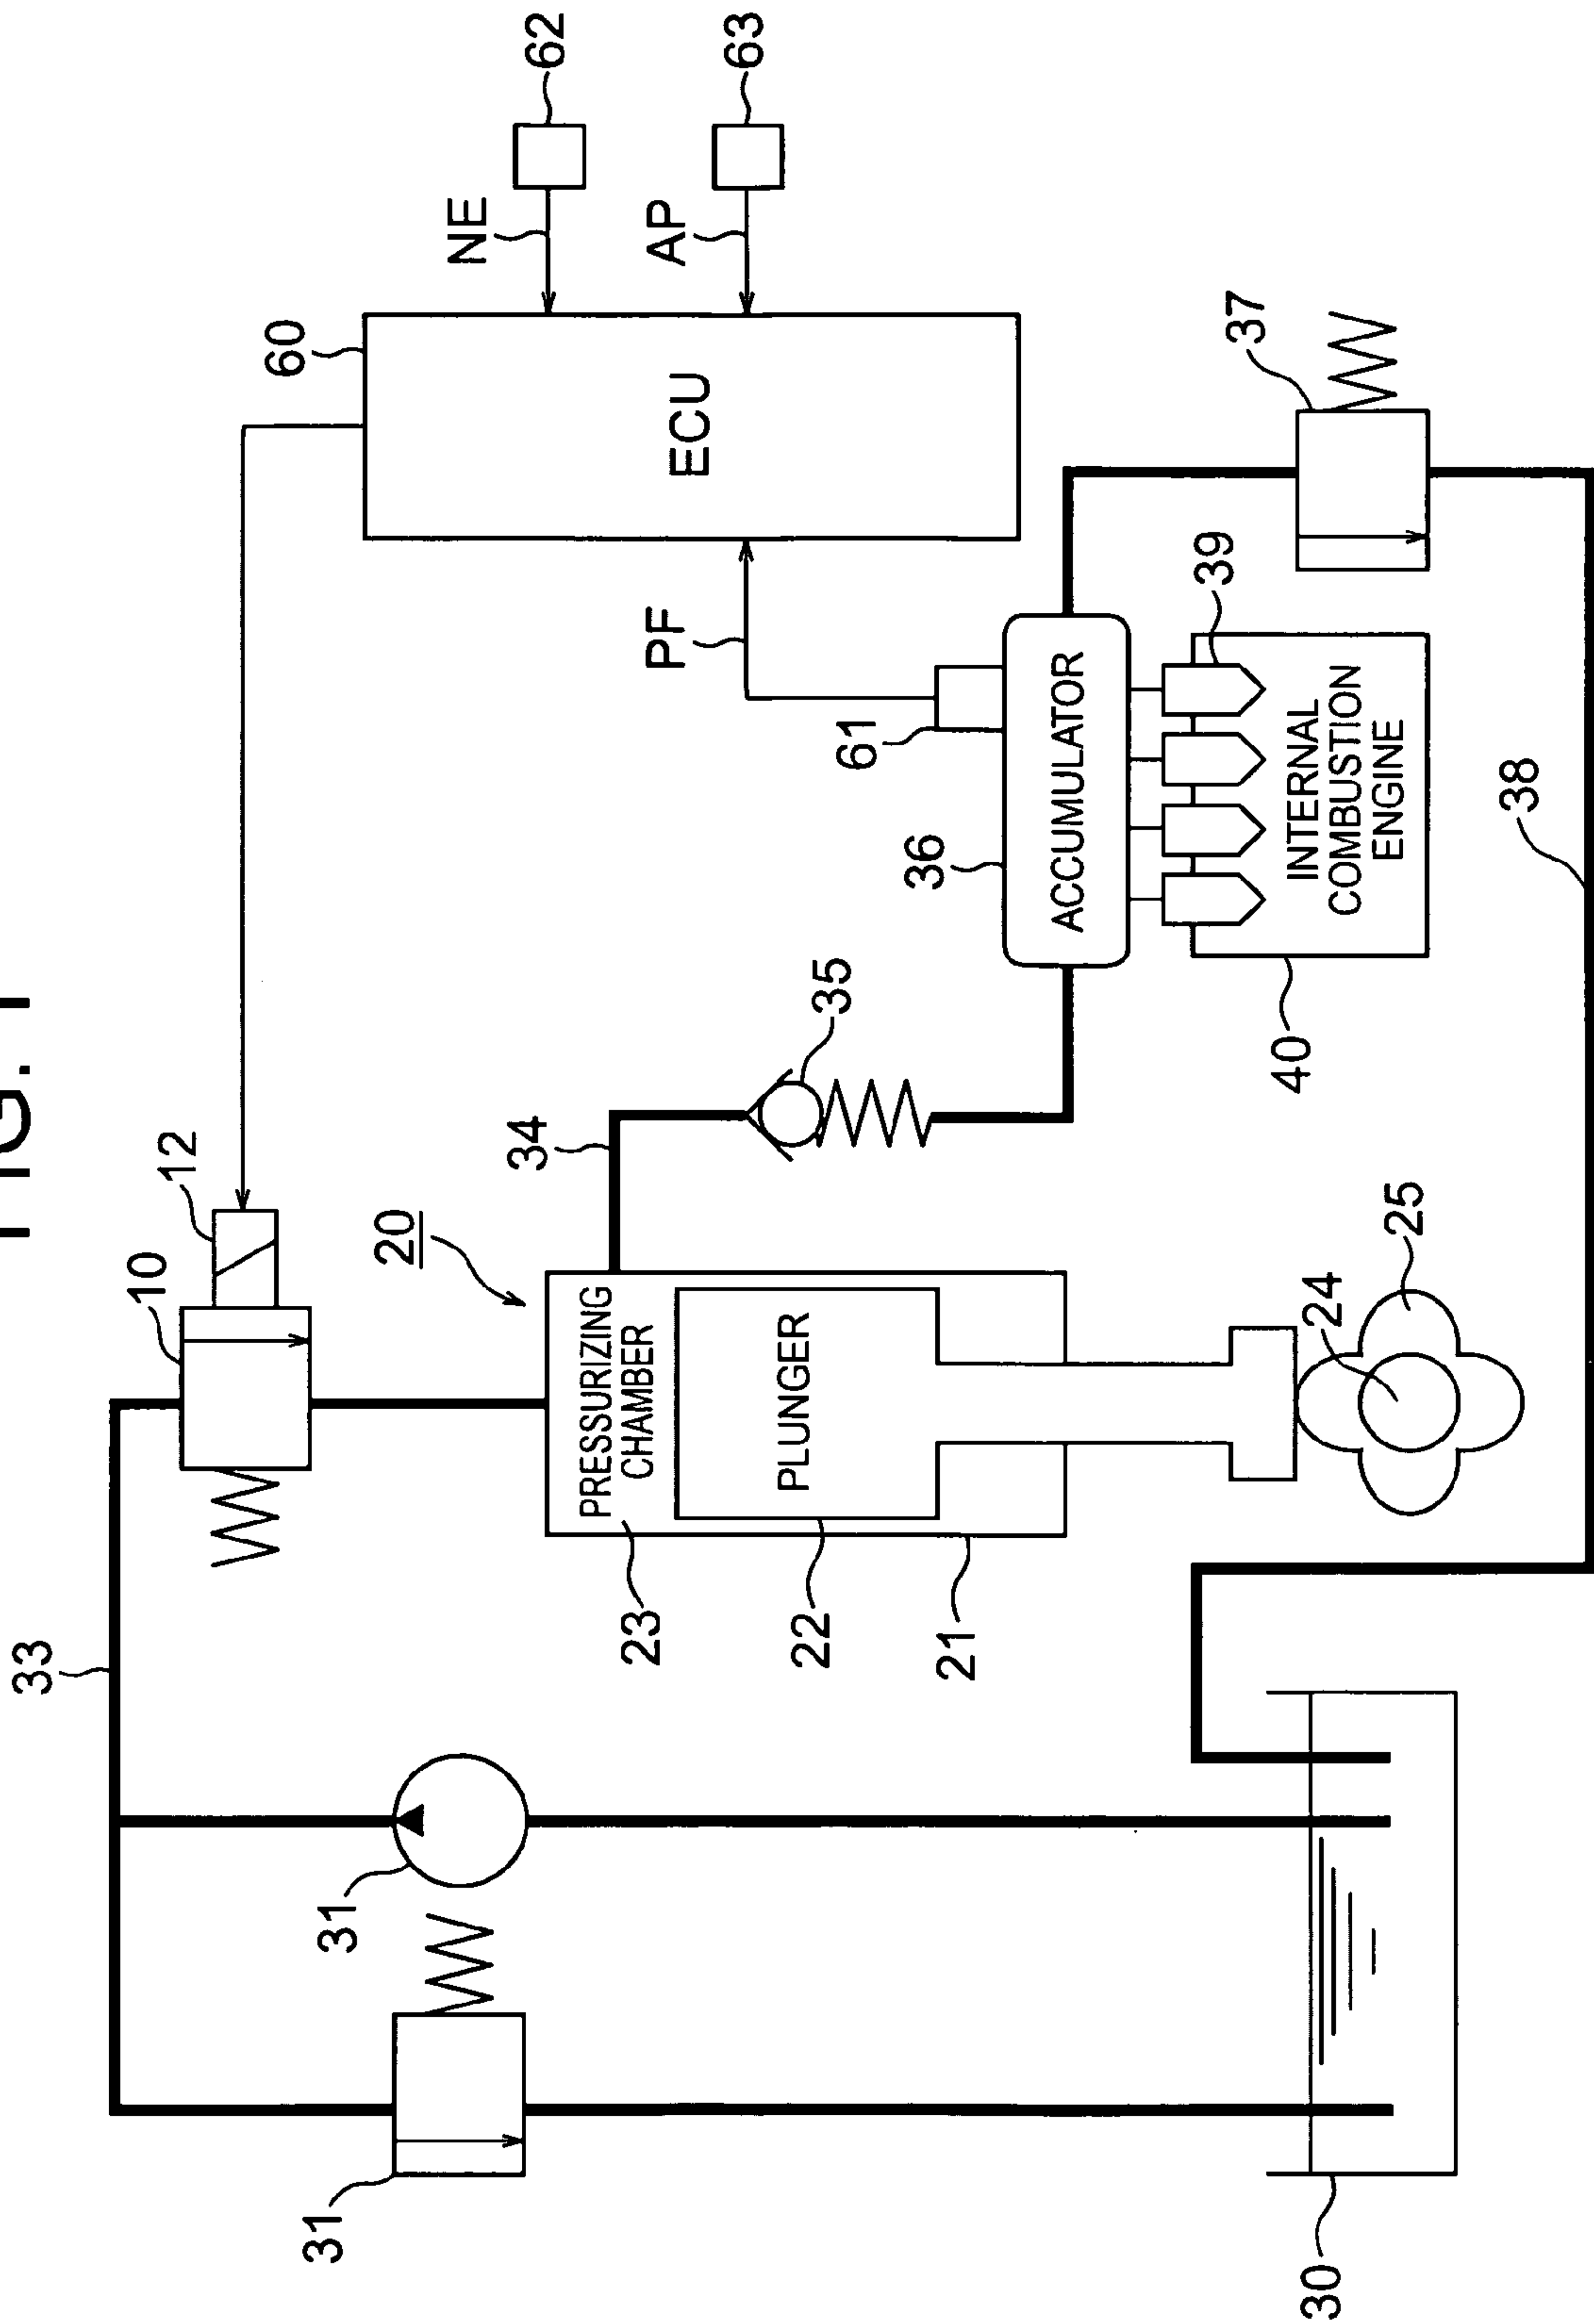 FIG. 1
33
10
12
60
NE
62
AP
63
ECU
PF
20
34
35
PRESSURIZING
CHAMBER
PLUNGER
23
22
21
24
25
31
31
30
36
61
ACCUMULATOR
39
37
INTERNAL
COMBUSTION
ENGINE
40
38